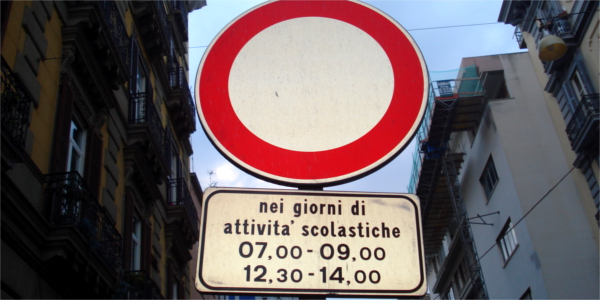 nei giorni di
attivita' scolastiche
07,00 - 09,00
12,30 - 14,00